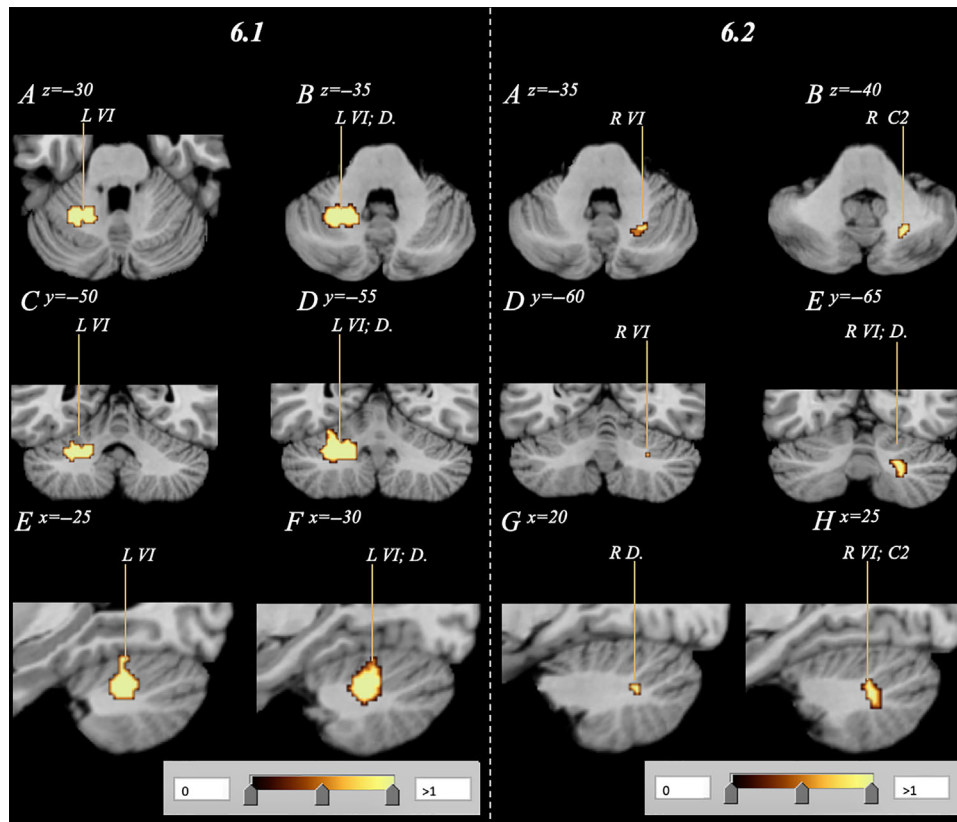 6.1
6.2
A z=–30
B z=–35
A z=–35
B z=–40
L VI
L VI; D.
R VI
R C2
C y=–50
D y=–55
D y=–60
E y=–65
L VI
L VI; D.
R VI
R VI; D.
E x=–25
F x=–30
G x=20
H x=25
L VI
L VI; D.
R D.
R VI; C2
0
>1
0
>1